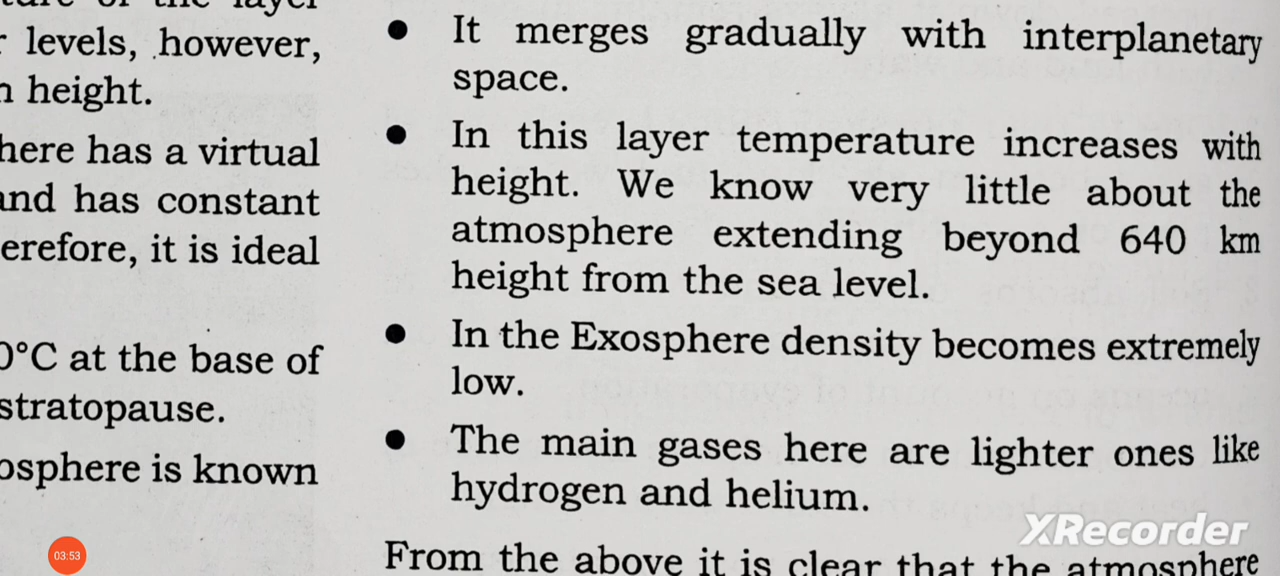 levels, however,
height.
has a virtual
and has constant
it is ideal
0°C at the base of
stratopause.
is known
It merges gradually with interplanetary
space.
In this layer temperature increases with
height. We know very little about the
atmosphere extending beyond 640 km
height from the sea level.
In the Exosphere density becomes extremely
low.
The main gases here are lighter ones like
hydrogen and helium.
From the above it is clear that the atmosphere
XRecorder
03:53